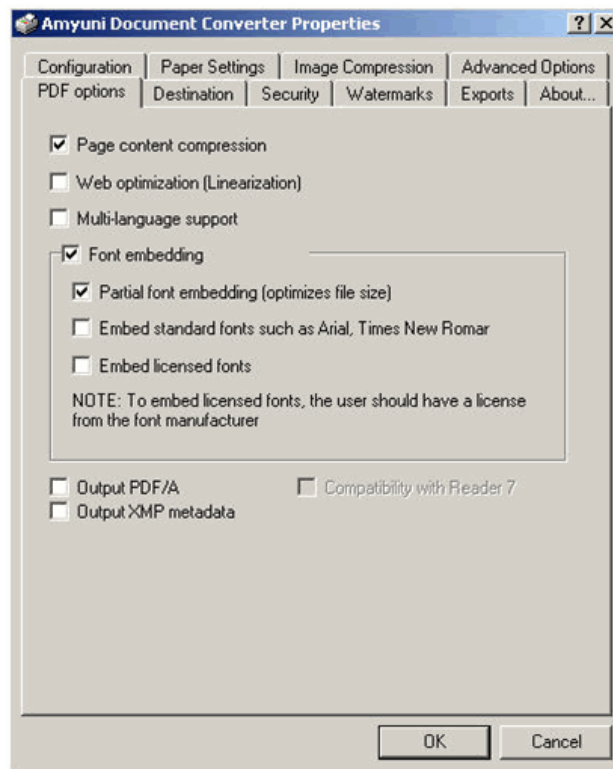 Amyuni Document Converter Properties
Configuration Paper Settings Image Compression Advanced Options
PDF options Destination Security Watermarks Exports About...
Page content compression
Web optimization (Linearization)
Multi-language support
Font embedding
Partial font embedding (optimizes file size)
Embed standard fonts such as Arial, Times New Romar
Embed licensed fonts
NOTE: To embed licensed fonts, the user should have a license
from the font manufacturer
Output PDF/A Compatibility with Reader 7
Output XMP metadata
OK Cancel